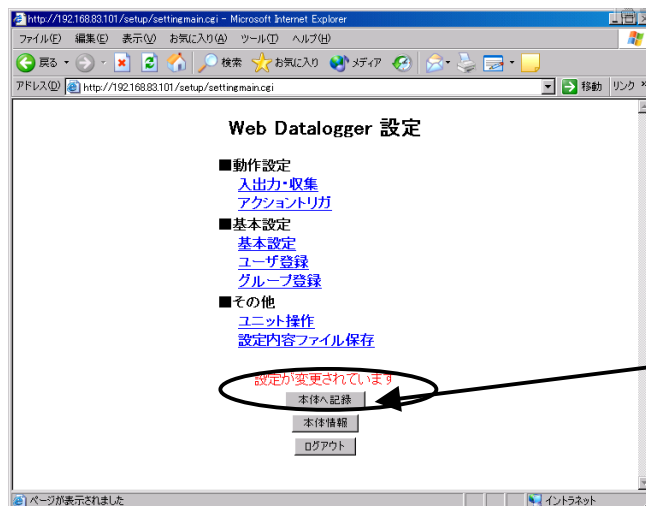 http://192.168.83.101/setup/settingmain.cgi - Microsoft Internet Explorer
ファイル(F) 編集(E) 表示(V) お気に入り(A) ツール(T) ヘルプ(H)
戻る 検索 お気に入り メディア
アドレス(D) http://192.168.83.101/setup/settingmain.cgi 移動 リンク »
Web Datalogger 設定
■動作設定
入出力・収集
アクショントリガ
■基本設定
基本設定
ユーザ登録
グループ登録
■その他
ユニット操作
設定内容ファイル保存
設定が変更されています
本体へ記録
本体情報
ログアウト
ページが表示されました イントラネット